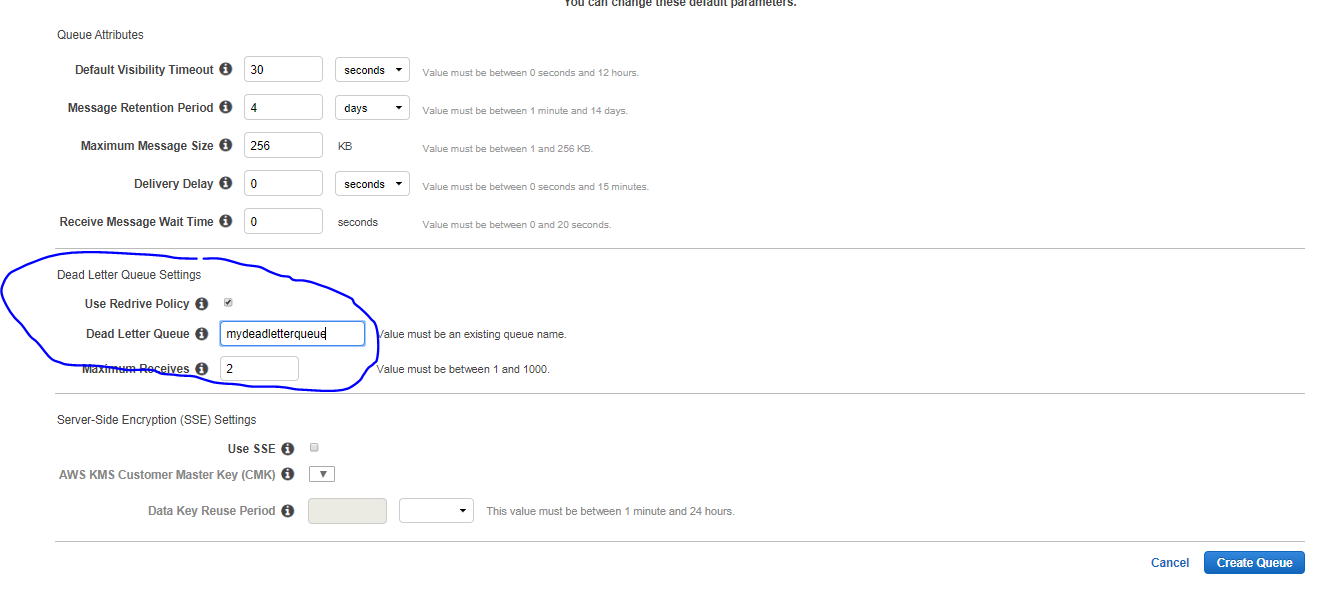 You can change these default parameters.
Queue Attributes
Default Visibility Timeout 30 seconds Value must be between 0 seconds and 12 hours.
Message Retention Period 4 days Value must be between 1 minute and 14 days.
Maximum Message Size 256 KB Value must be between 1 and 256 KB.
Delivery Delay 0 seconds Value must be between 0 seconds and 15 minutes.
Receive Message Wait Time 0 seconds Value must be between 0 and 20 seconds.
Dead Letter Queue Settings
Use Redrive Policy
Dead Letter Queue mydeadletterqueue Value must be an existing queue name.
Maximum Receives 2 Value must be between 1 and 1000.
Server-Side Encryption (SSE) Settings
Use SSE
AWS KMS Customer Master Key (CMK)
Data Key Reuse Period This value must be between 1 minute and 24 hours.
Cancel Create Queue